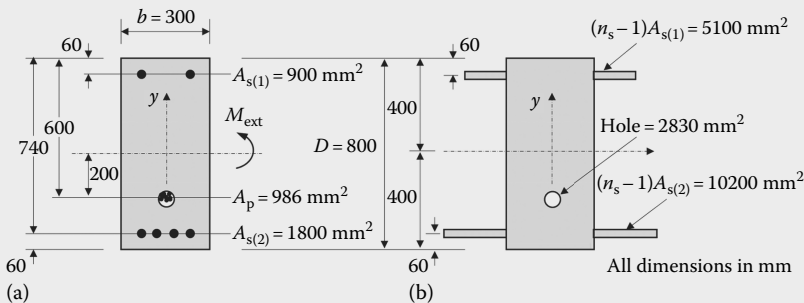 b = 300
60
A_s(1) = 900 mm²
y
600
M_ext
740
200
A_p = 986 mm²
A_s(2) = 1800 mm²
60
(a)
(n_s − 1)A_s(1) = 5100 mm²
60
y
400
D = 800
Hole = 2830 mm²
400
(n_s − 1)A_s(2) = 10200 mm²
60
All dimensions in mm
(b)